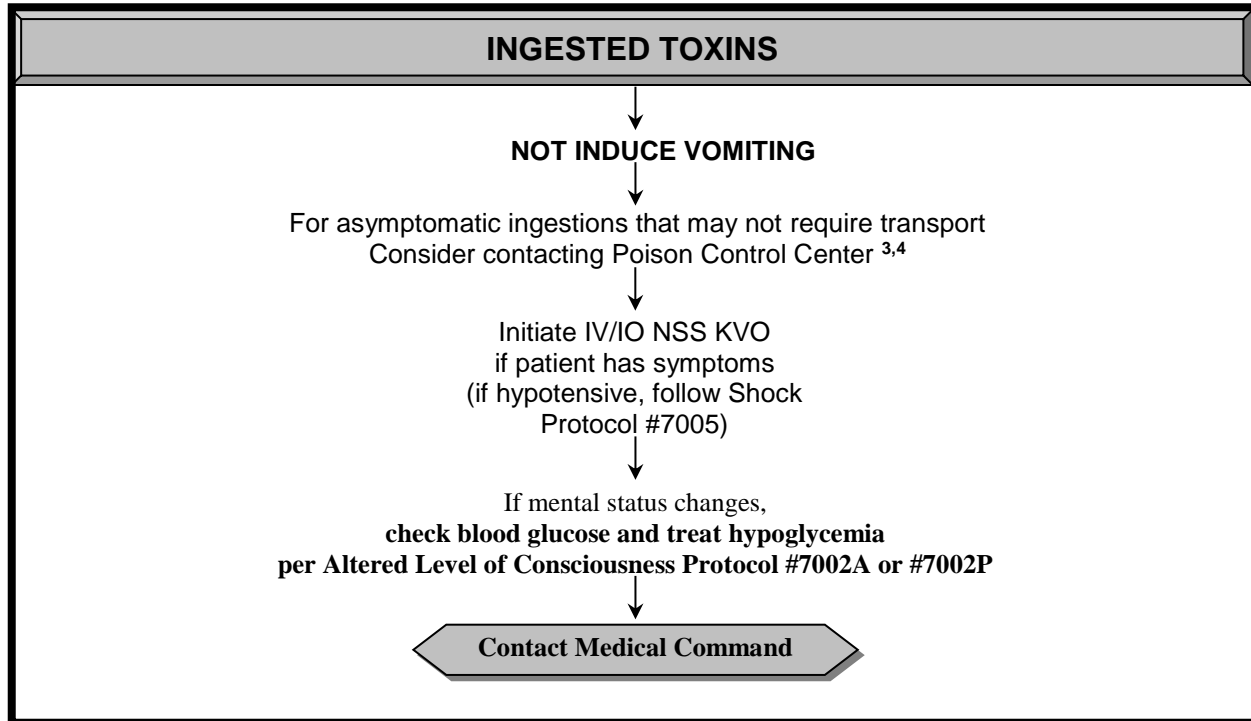 INGESTED TOXINS
NOT INDUCE VOMITING
For asymptomatic ingestions that may not require transport
Consider contacting Poison Control Center 3,4
Initiate IV/IO NSS KVO
if patient has symptoms
(if hypotensive, follow Shock
Protocol #7005)
If mental status changes,
check blood glucose and treat hypoglycemia
per Altered Level of Consciousness Protocol #7002A or #7002P
Contact Medical Command